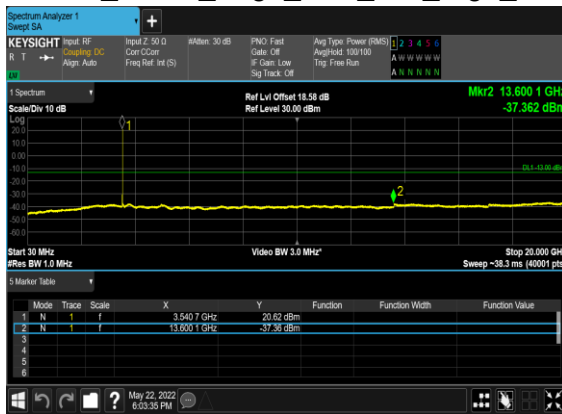 Spectrum Analyzer 1
Swept SA
KEYSIGHT Input: RF Input Z: 50 Ω #Atten: 30 dB PNO: Fast Avg Type: Power (RMS) 1 2 3 4 5 6
R T Coupling: DC Corr CCorr Gate: Off Avg|Hold: 100/100 A W W W W W
Align: Auto Freq Ref: Int (S) IF Gain: Low Trig: Free Run
LXI Sig Track: Off A N N N N N
1 Spectrum Ref Lvl Offset 18.58 dB Mkr2 13.600 1 GHz
Scale/Div 10 dB Ref Level 30.00 dBm -37.362 dBm
Log
20.0
10.0
0.00
-10.0 DL1 -13.00 dBm
-20.0
-30.0
-40.0
-50.0
-60.0
1
2
Start 30 MHz Video BW 3.0 MHz* Stop 20.000 GHz
#Res BW 1.0 MHz Sweep ~38.3 ms (40001 pts)
5 Marker Table
Mode Trace Scale X Y Function Function Width Function Value
1 N 1 f 3.540 7 GHz 20.62 dBm
2 N 1 f 13.600 1 GHz -37.36 dBm
3
4
5
6
? May 22, 2022
6:03:35 PM